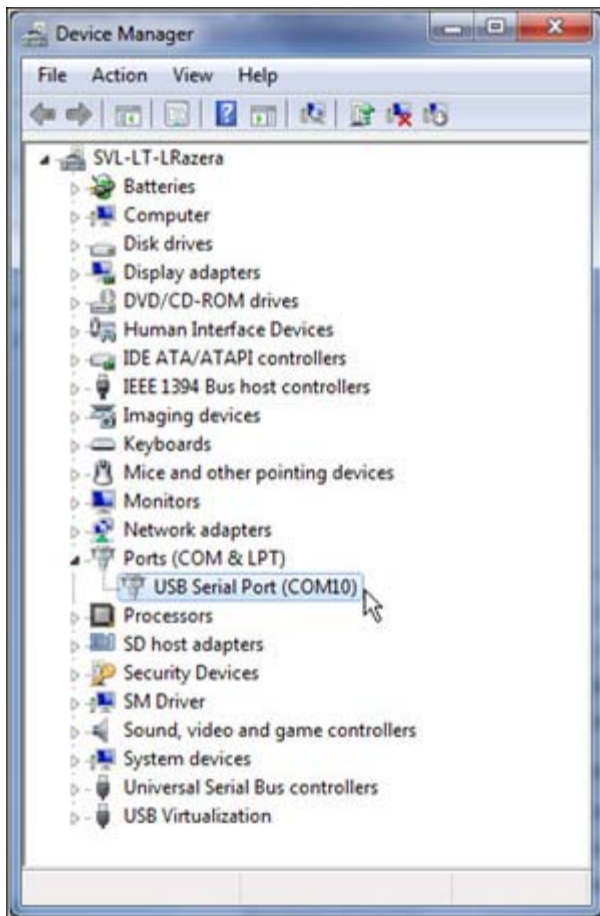 Device Manager
File Action View Help
SVL-LT-LRazera
Batteries
Computer
Disk drives
Display adapters
DVD/CD-ROM drives
Human Interface Devices
IDE ATA/ATAPI controllers
IEEE 1394 Bus host controllers
Imaging devices
Keyboards
Mice and other pointing devices
Monitors
Network adapters
Ports (COM & LPT)
USB Serial Port (COM10)
Processors
SD host adapters
Security Devices
SM Driver
Sound, video and game controllers
System devices
Universal Serial Bus controllers
USB Virtualization